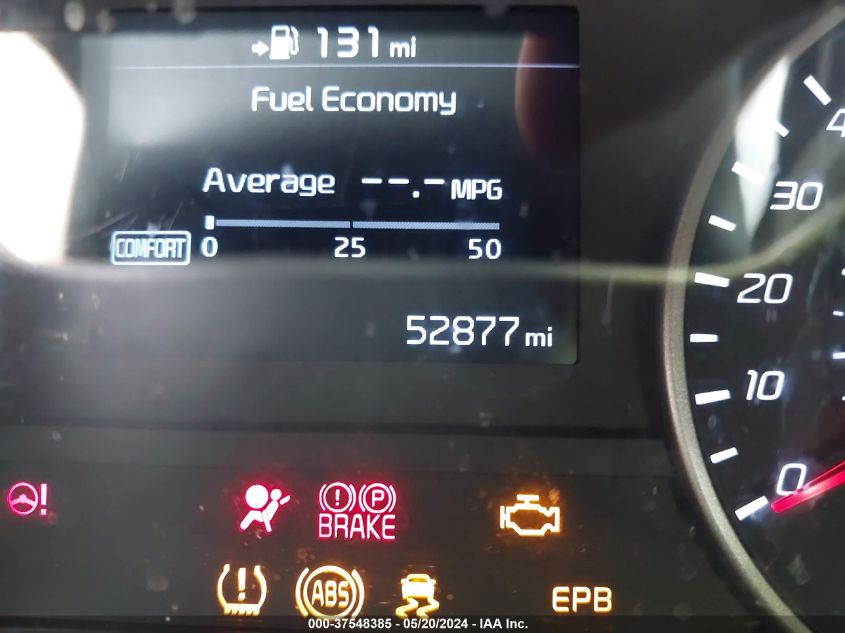 131 mi
Fuel Economy
Average --.- MPG
COMFORT 0 25 50
52877 mi
30
20
10
0
! P
BRAKE
! ABS EPB
000-37548385 - 05/20/2024 - IAA Inc.